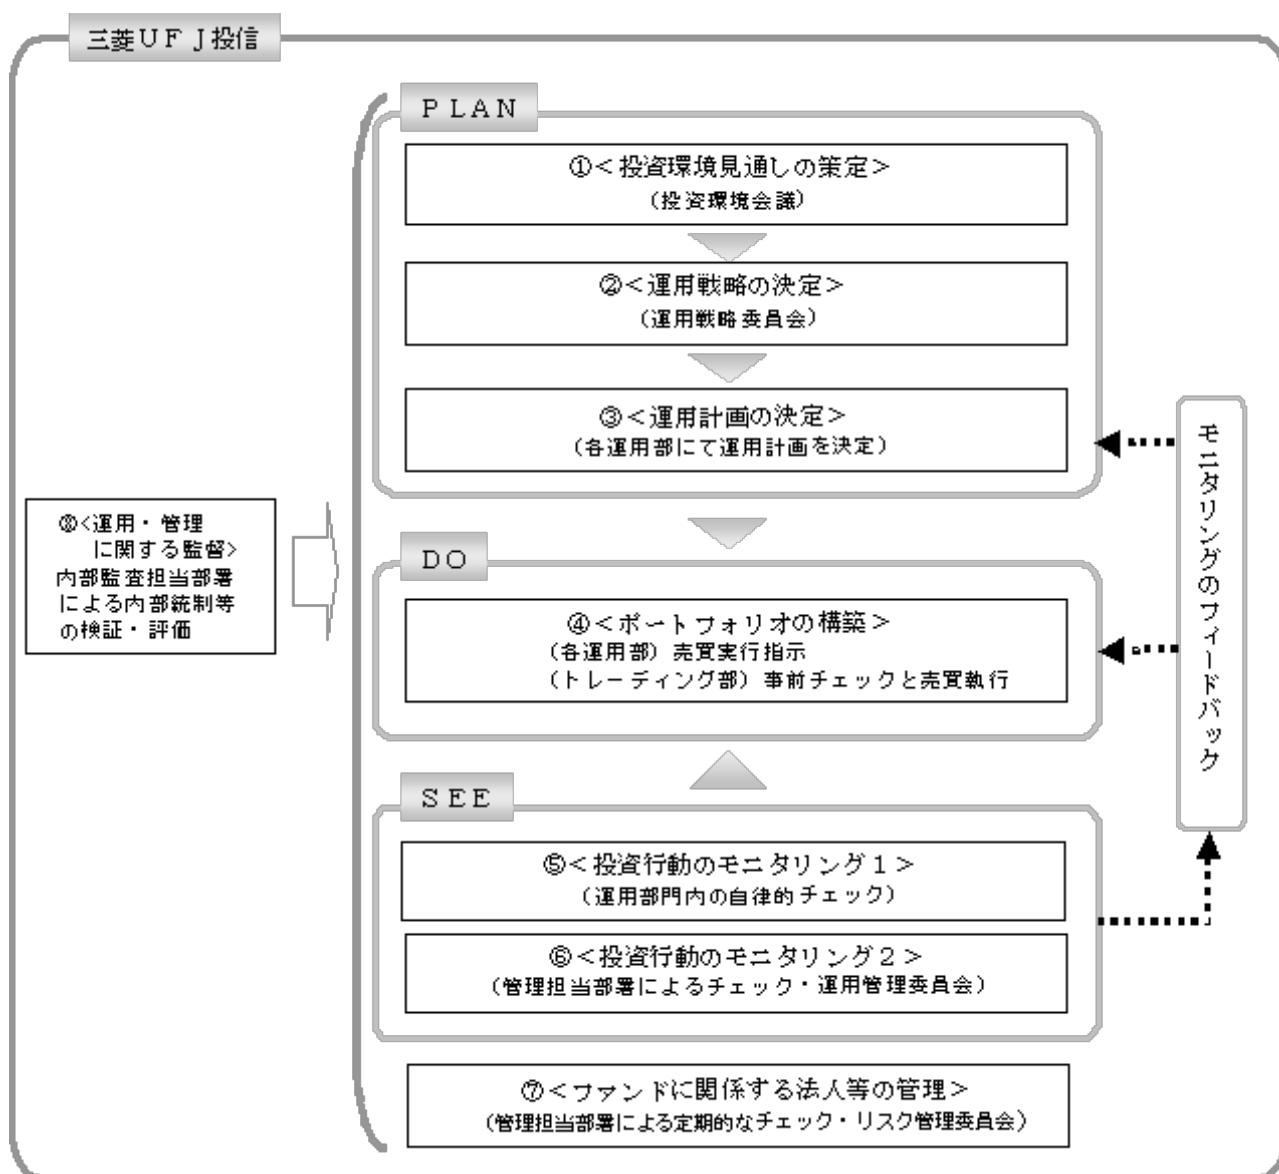 三菱ＵＦＪ投信
ＰＬＡＮ
①＜投資環境見通しの策定＞
（投資環境会議）
②＜運用戦略の決定＞
（運用戦略委員会）
③＜運用計画の決定＞
（各運用部にて運用計画を決定）
⑧<運用・管理
に関する監督>
内部監査担当部署
による内部統制等
の検証・評価
ＤＯ
④＜ポートフォリオの構築＞
（各運用部）売買実行指示
（トレーディング部）事前チェックと売買執行
モニタリングのフィードバック
ＳＥＥ
⑤＜投資行動のモニタリング１＞
（運用部門内の自律的チェック）
⑥＜投資行動のモニタリング２＞
（管理担当部署によるチェック・運用管理委員会）
⑦＜ファンドに関係する法人等の管理＞
（管理担当部署による定期的なチェック・リスク管理委員会）